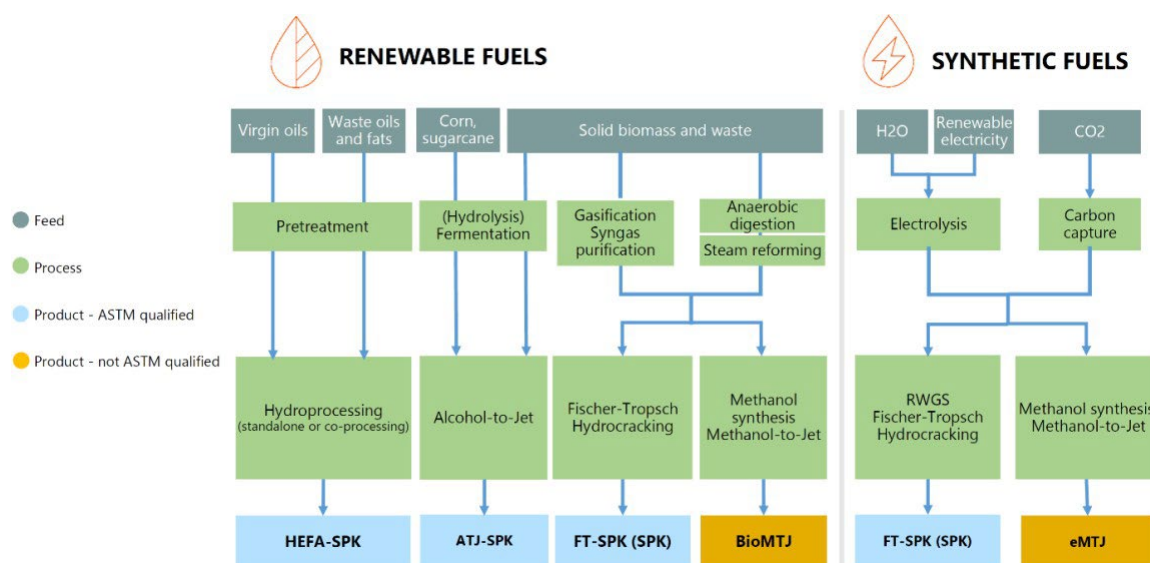 RENEWABLE FUELS
SYNTHETIC FUELS
Virgin oils
Waste oils
and fats
Corn,
sugarcane
Solid biomass and waste
H2O
Renewable
electricity
CO2
Pretreatment
(Hydrolysis)
Fermentation
Gasification
Syngas
purification
Anaerobic
digestion
Steam reforming
Electrolysis
Carbon
capture
Feed
Process
Product - ASTM qualified
Product - not ASTM qualified
Hydroprocessing
(standalone or co-processing)
Alcohol-to-Jet
Fischer-Tropsch
Hydrocracking
Methanol
synthesis
Methanol-to-Jet
RWGS
Fischer-Tropsch
Hydrocracking
Methanol synthesis
Methanol-to-Jet
HEFA-SPK
ATJ-SPK
FT-SPK (SPK)
BioMTJ
FT-SPK (SPK)
eMTJ